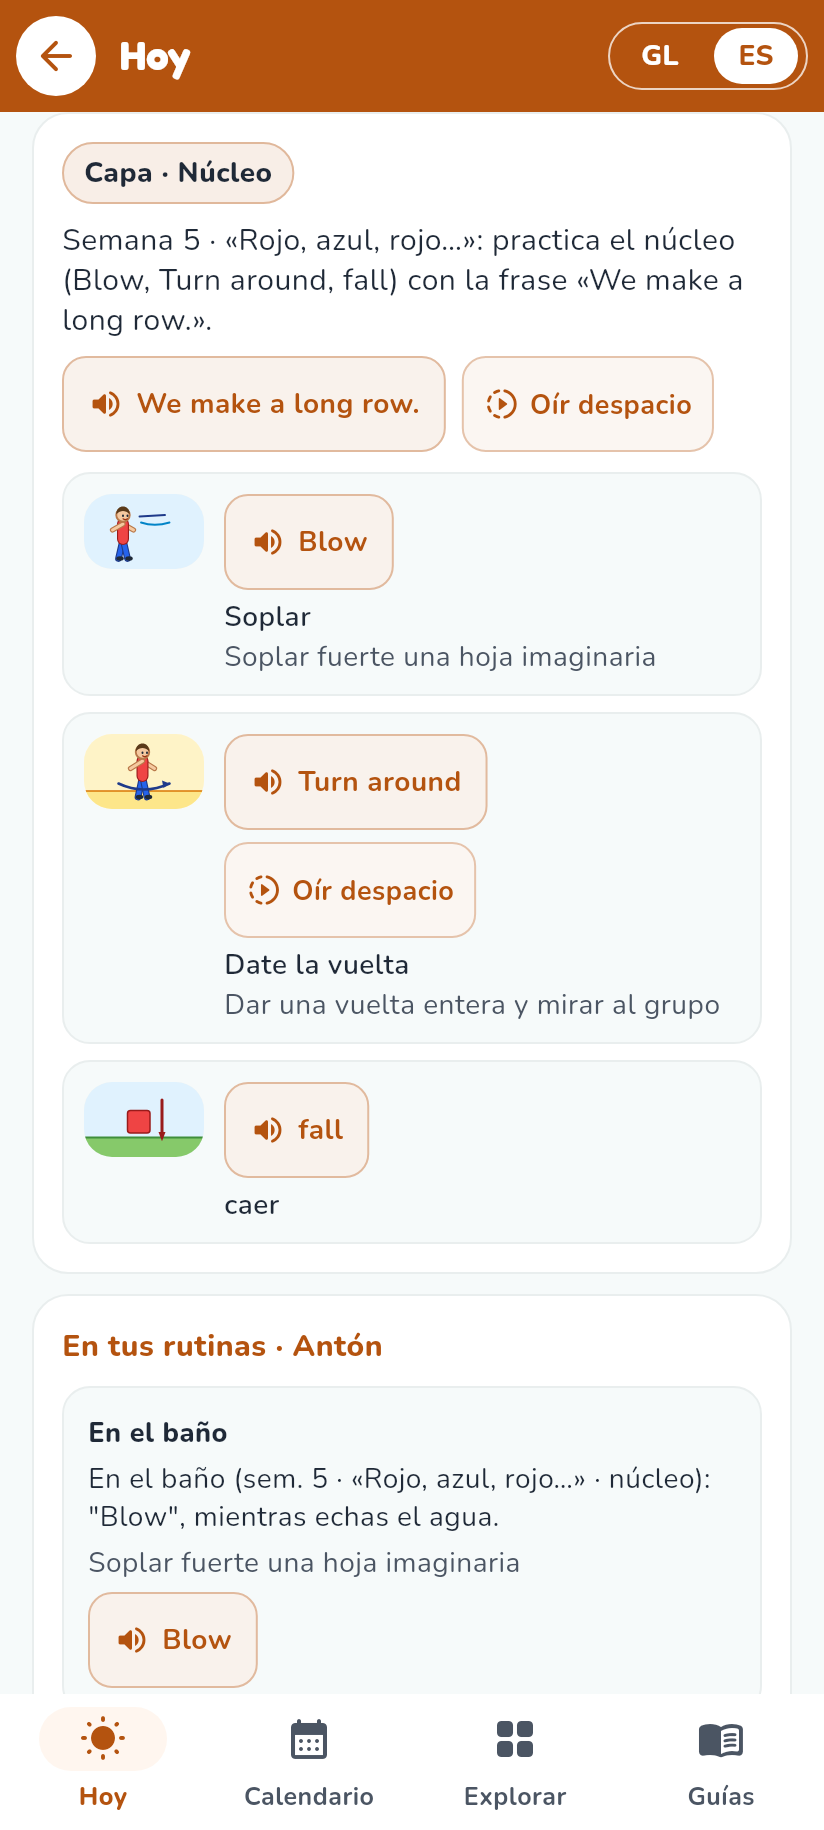 Hoy
GL
ES
Capa · Núcleo
Semana 5 · «Rojo, azul, rojo...»: practica el núcleo
(Blow, Turn around, fall) con la frase «We make a
long row.».
We make a long row.
Oír despacio
Blow
Soplar
Soplar fuerte una hoja imaginaria
Turn around
Oír despacio
Date la vuelta
Dar una vuelta entera y mirar al grupo
fall
caer
En tus rutinas · Antón
En el baño
En el baño (sem. 5 · «Rojo, azul, rojo...» · núcleo):
"Blow", mientras echas el agua.
Soplar fuerte una hoja imaginaria
Blow
Hoy
Calendario
Explorar
Guías